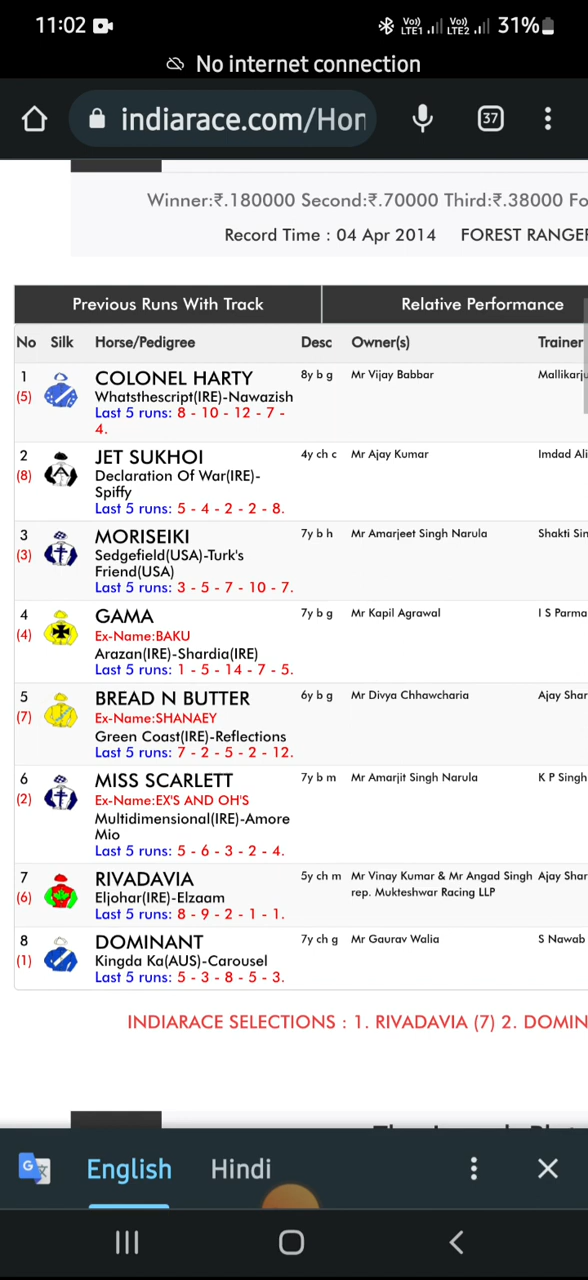 11:02 Vo) LTE1 Vo) LTE2 31%
No internet connection
indiarace.com/Hor 37
Winner:₹.180000 Second:₹.70000 Third:₹.38000 Fo
Record Time : 04 Apr 2014 FOREST RANGER
Previous Runs With Track Relative Performance
No Silk Horse/Pedigree Desc Owner(s) Trainer
1 COLONEL HARTY 8y b g Mr Vijay Babbar Mallikarju
(5) Whatsthescript(IRE)-Nawazish
Last 5 runs: 8 - 10 - 12 - 7 -
4.
2 JET SUKHOI 4y ch c Mr Ajay Kumar Imdad Ali
(8) Declaration Of War(IRE)-
Spiffy
Last 5 runs: 5 - 4 - 2 - 2 - 8.
3 MORISEIKI 7y b h Mr Amarjeet Singh Narula Shakti Sin
(3) Sedgefield(USA)-Turk's
Friend(USA)
Last 5 runs: 3 - 5 - 7 - 10 - 7.
4 GAMA 7y b g Mr Kapil Agrawal I S Parma
(4) Ex-Name:BAKU
Arazan(IRE)-Shardia(IRE)
Last 5 runs: 1 - 5 - 14 - 7 - 5.
5 BREAD N BUTTER 6y b g Mr Divya Chhawcharia Ajay Shar
(7) Ex-Name:SHANAEY
Green Coast(IRE)-Reflections
Last 5 runs: 7 - 2 - 5 - 2 - 12.
6 MISS SCARLETT 7y b m Mr Amarjit Singh Narula K P Singh
(2) Ex-Name:EX'S AND OH'S
Multidimensional(IRE)-Amore
Mio
Last 5 runs: 5 - 6 - 3 - 2 - 4.
7 RIVADAVIA 5y ch m Mr Vinay Kumar & Mr Angad Singh Ajay Shar
(6) Eljohar(IRE)-Elzaam rep. Mukteshwar Racing LLP
Last 5 runs: 8 - 9 - 2 - 1 - 1.
8 DOMINANT 7y ch g Mr Gaurav Walia S Nawab
(1) Kingda Ka(AUS)-Carousel
Last 5 runs: 5 - 3 - 8 - 5 - 3.
INDIARACE SELECTIONS : 1. RIVADAVIA (7) 2. DOMIN
English Hindi